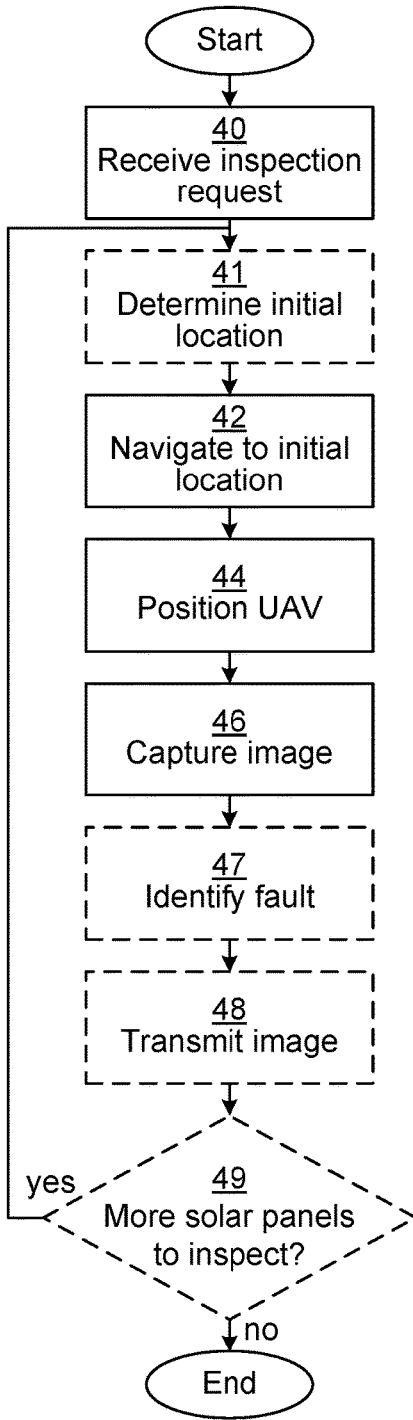 Start
40
Receive inspection
request
41
Determine initial
location
42
Navigate to initial
location
44
Position UAV
46
Capture image
47
Identify fault
48
Transmit image
yes
49
More solar panels
to inspect?
no
End